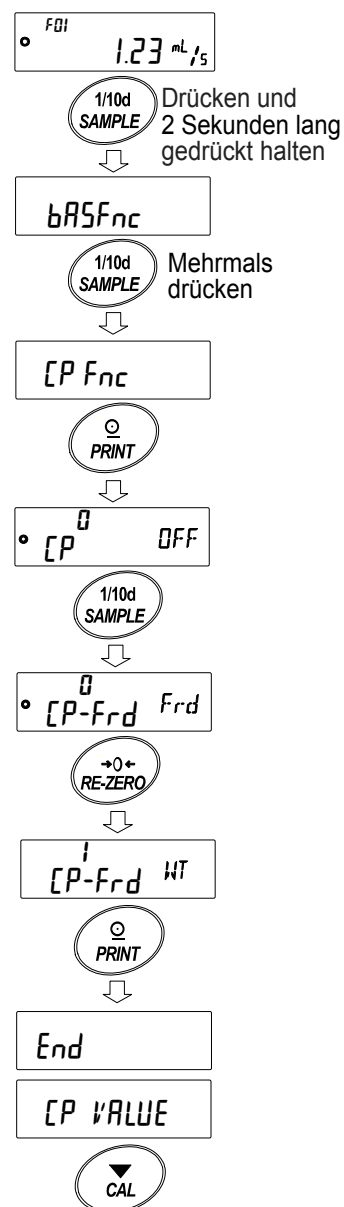 F01
1.23 mL/s
1/10d
SAMPLE
Drücken und
2 Sekunden lang
gedrückt halten
bASFnc
1/10d
SAMPLE
Mehrmals
drücken
CP Fnc
PRINT
0
CP OFF
1/10d
SAMPLE
0
CP-Frd Frd
→0←
RE-ZERO
1
CP-Frd WT
PRINT
End
CP VALUE
CAL